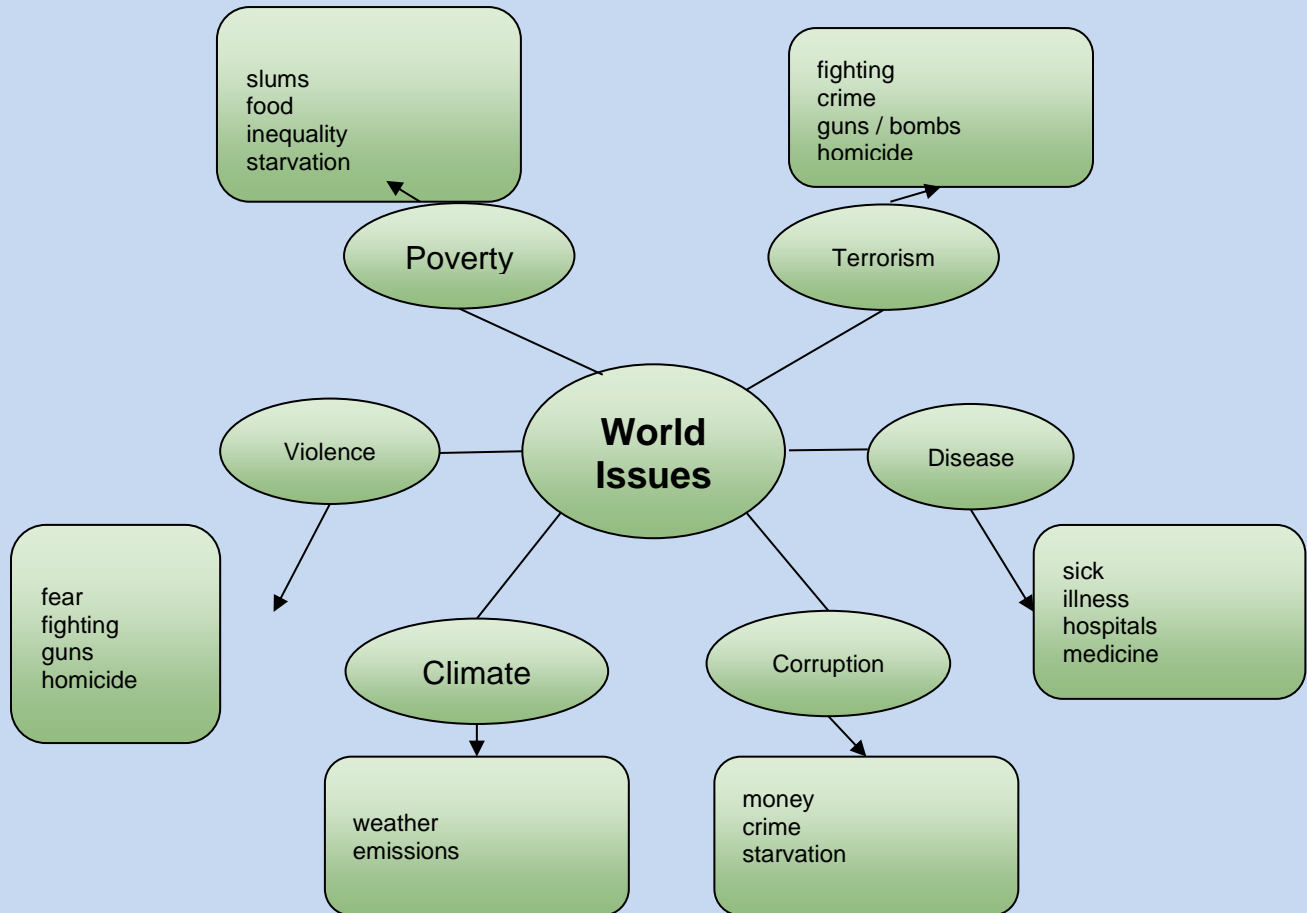 slums
food
inequality
starvation
fighting
crime
guns / bombs
homicide
Poverty
Terrorism
World
Issues
Violence
Disease
fear
fighting
guns
homicide
sick
illness
hospitals
medicine
Climate
Corruption
weather
emissions
money
crime
starvation